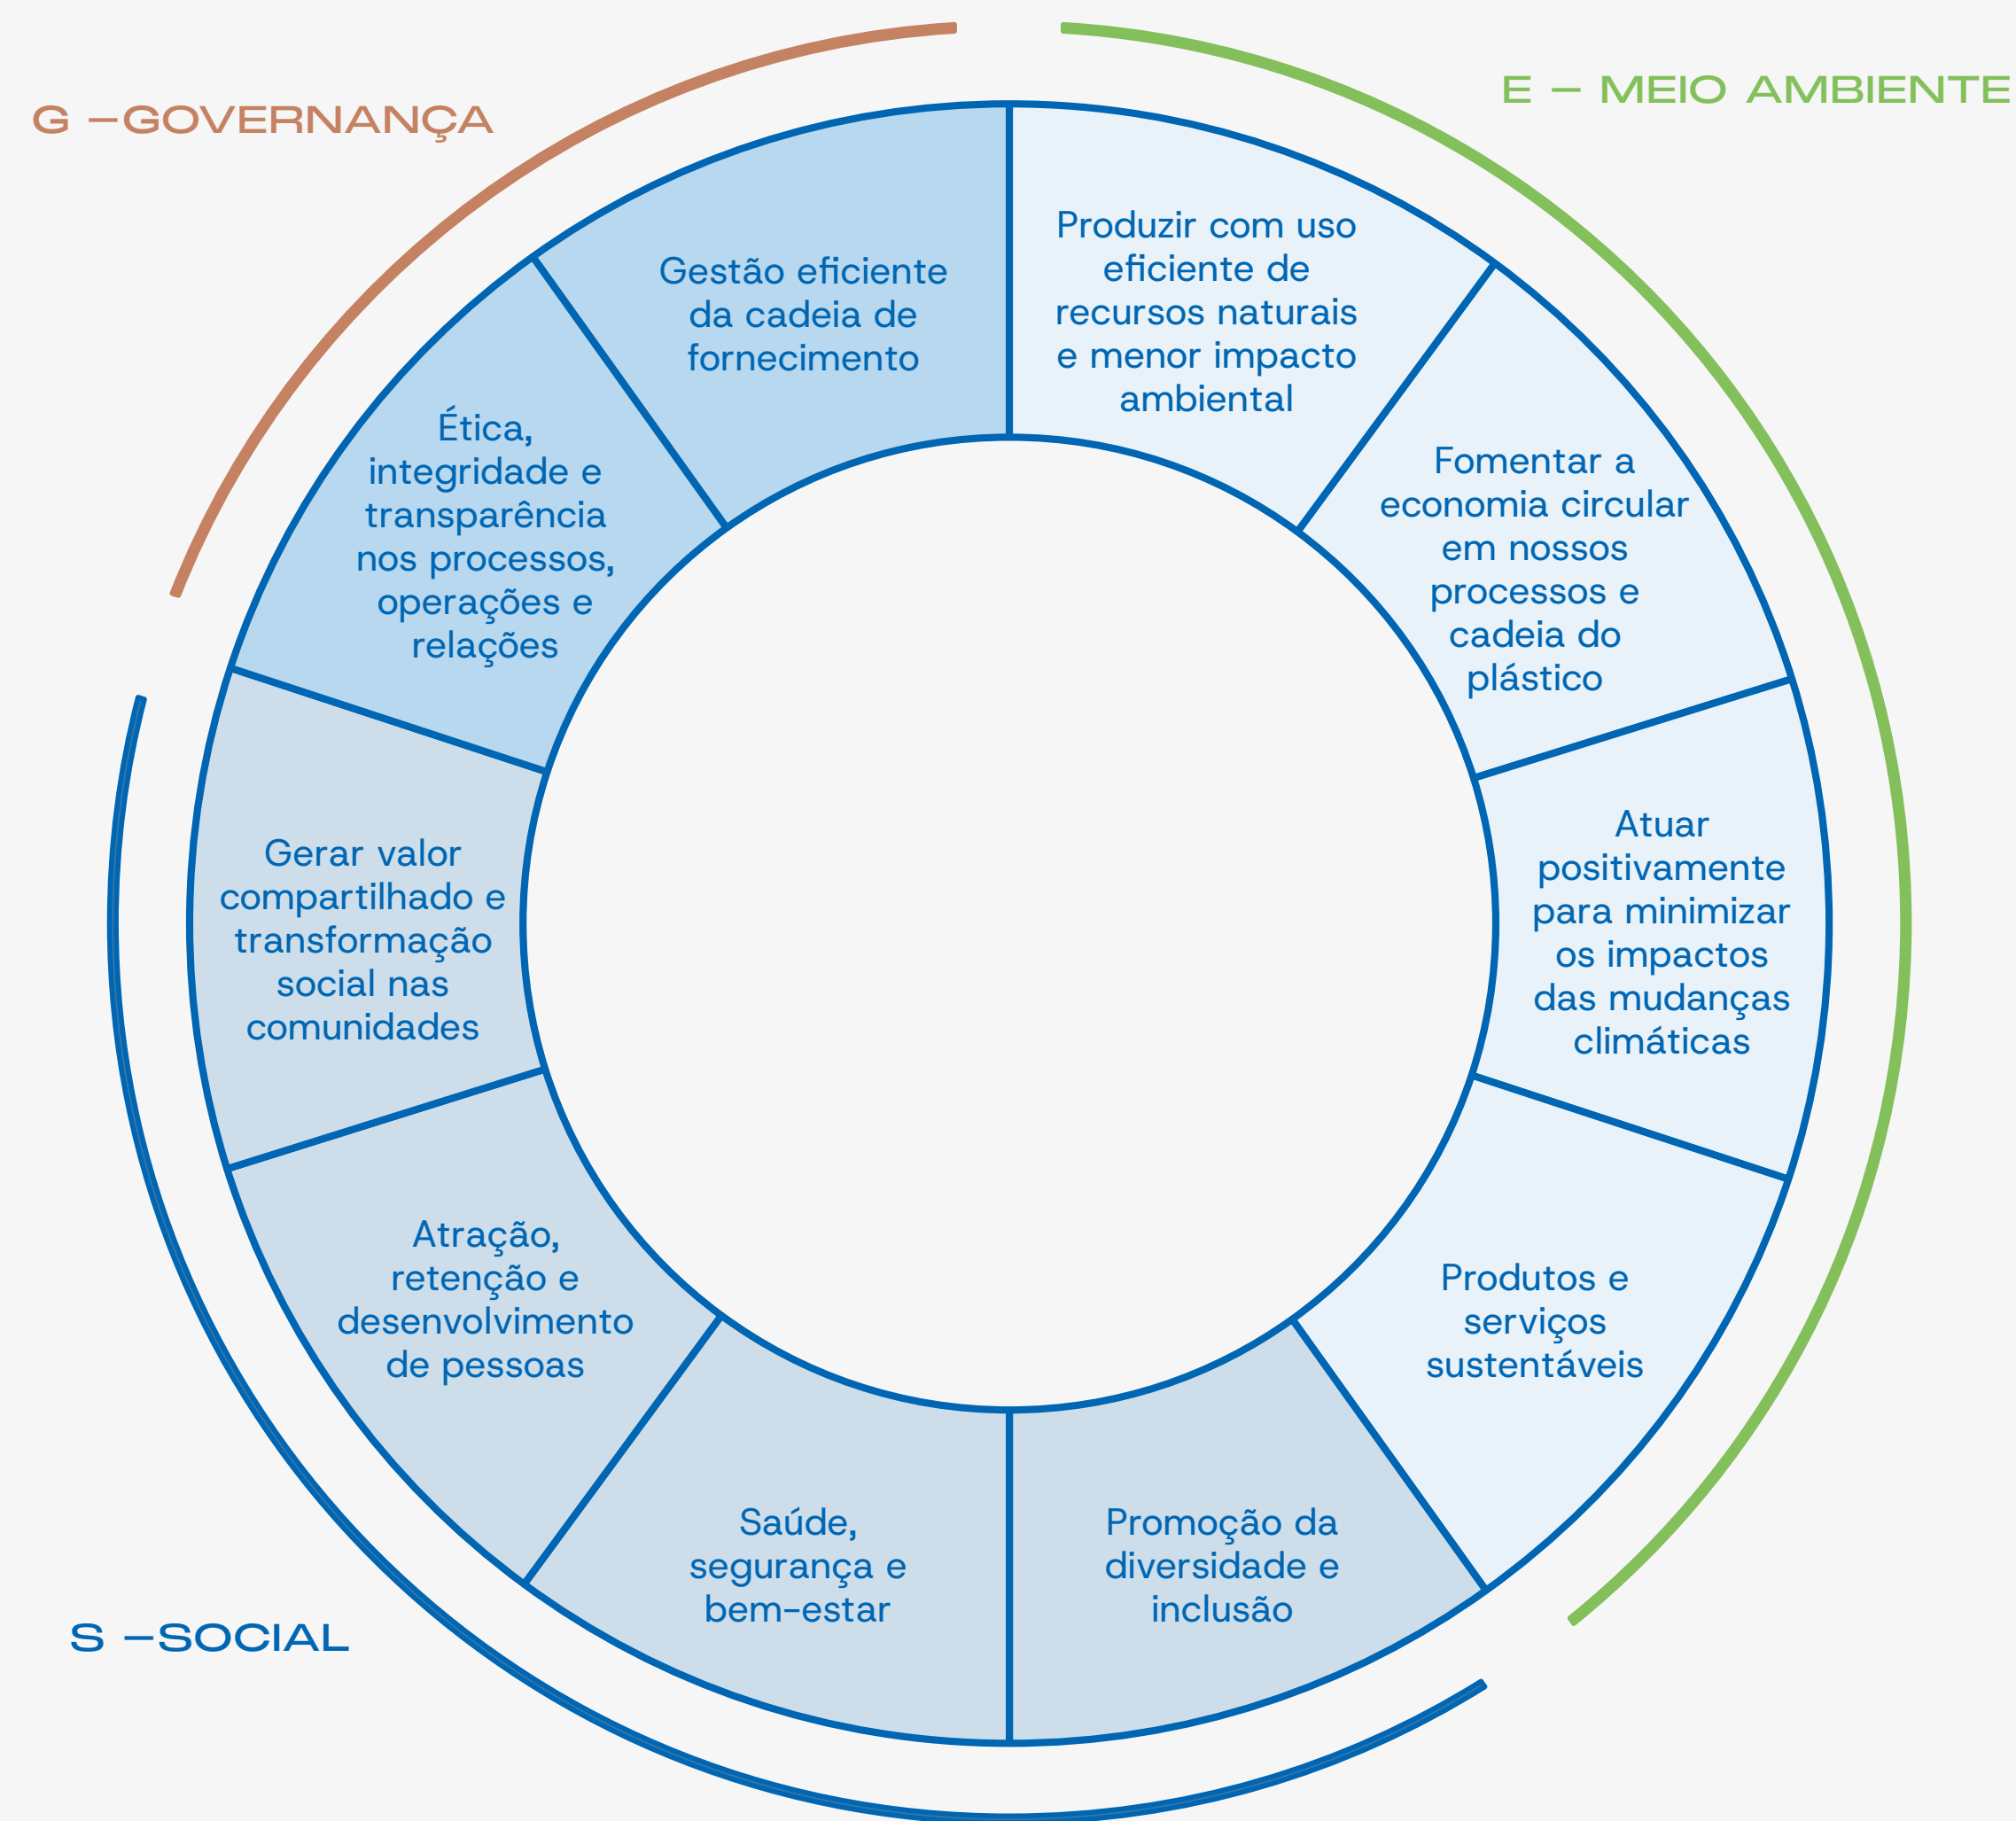 G –GOVERNANÇA
E – MEIO AMBIENTE
Produzir com uso
eficiente de
recursos naturais
e menor impacto
ambiental
Fomentar a
economia circular
em nossos
processos e
cadeia do
plástico
Atuar
positivamente
para minimizar
os impactos
das mudanças
climáticas
Produtos e
serviços
sustentáveis
Promoção da
diversidade e
inclusão
Saúde,
segurança e
bem-estar
Atração,
retenção e
desenvolvimento
de pessoas
Gerar valor
compartilhado e
transformação
social nas
comunidades
Ética,
integridade e
transparência
nos processos,
operações e
relações
Gestão eficiente
da cadeia de
fornecimento
S –SOCIAL